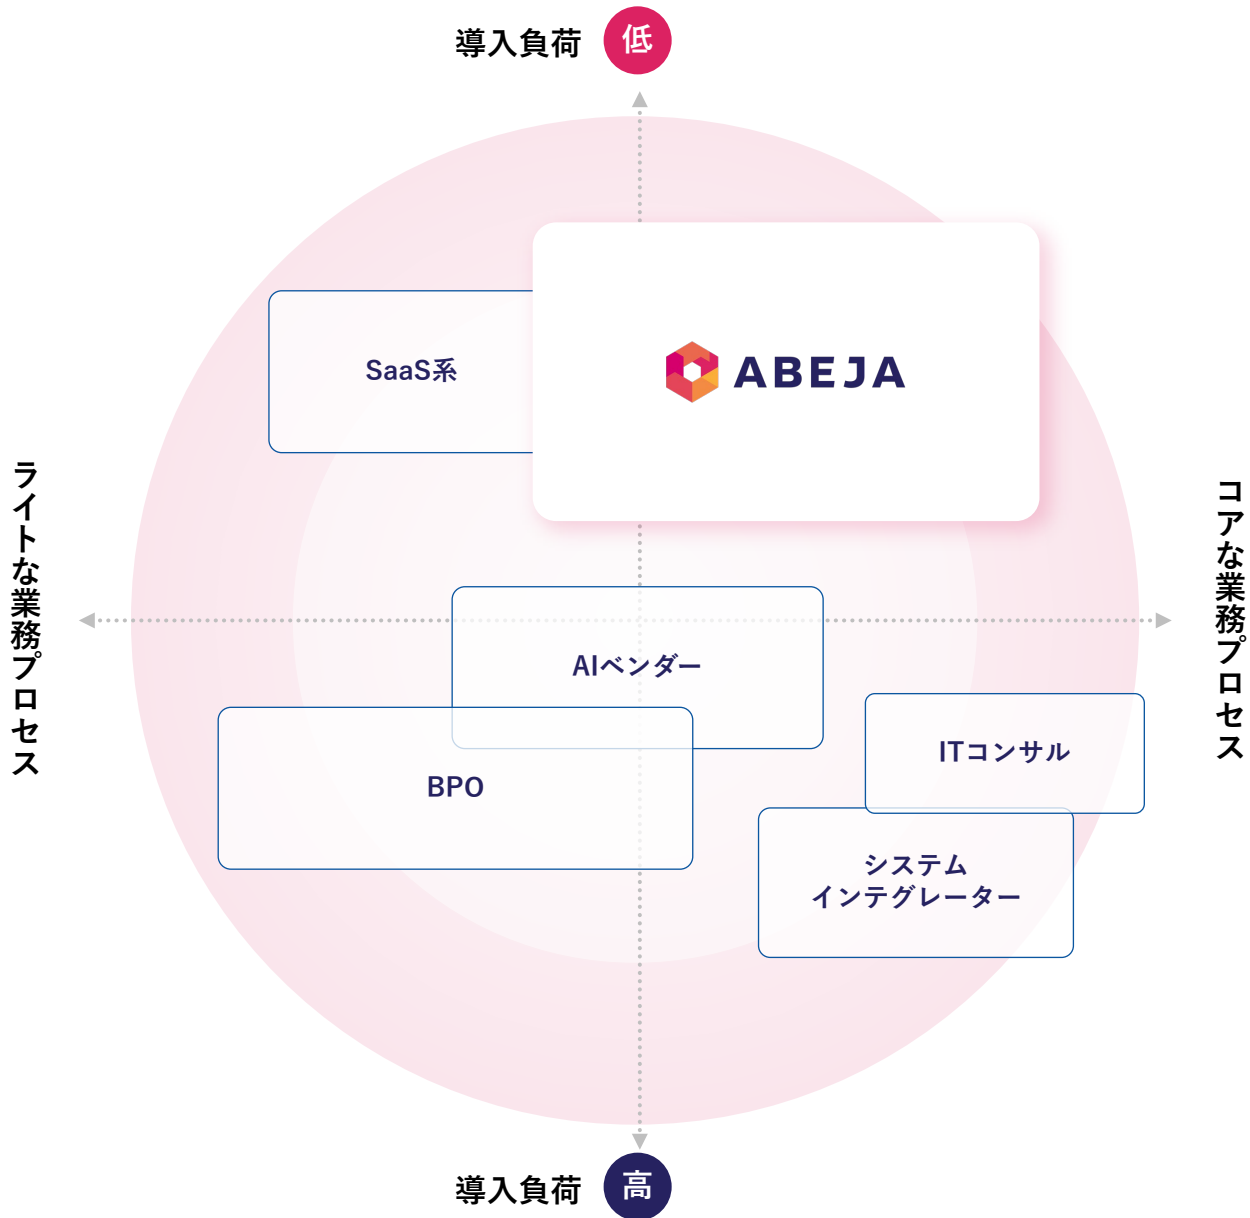 導入負荷 低
SaaS系
ABEJA
ライトな業務プロセス
コアな業務プロセス
AIベンダー
ITコンサル
BPO
システム
インテグレーター
導入負荷 高